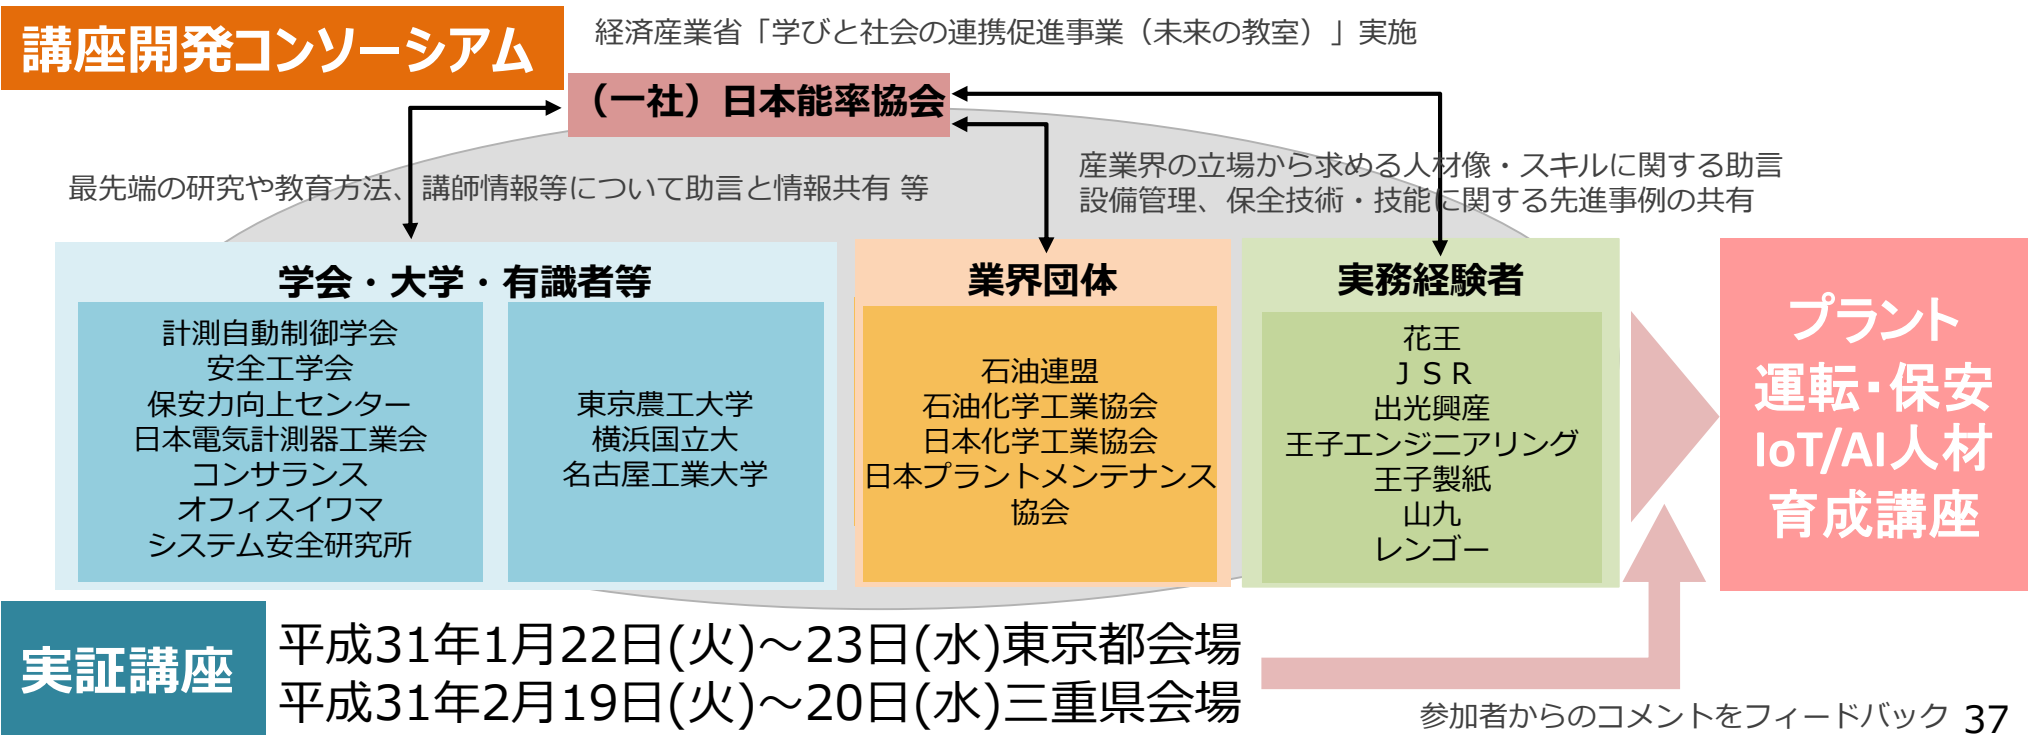 講座開発コンソーシアム
経済産業省「学びと社会の連携促進事業（未来の教室）」実施
（一社）日本能率協会
最先端の研究や教育方法、講師情報等について助言と情報共有 等
産業界の立場から求める人材像・スキルに関する助言
設備管理、保全技術・技能に関する先進事例の共有
学会・大学・有識者等
計測自動制御学会
安全工学会
保安力向上センター
日本電気計測器工業会
コンサランス
オフィスイワマ
システム安全研究所
東京農工大学
横浜国立大
名古屋工業大学
業界団体
石油連盟
石油化学工業協会
日本化学工業協会
日本プラントメンテナンス
協会
実務経験者
花王
ＪＳＲ
出光興産
王子エンジニアリング
王子製紙
山九
レンゴー
プラント
運転・保安
IoT/AI人材
育成講座
実証講座
平成31年1月22日(火)～23日(水)東京都会場
平成31年2月19日(火)～20日(水)三重県会場
参加者からのコメントをフィードバック
37